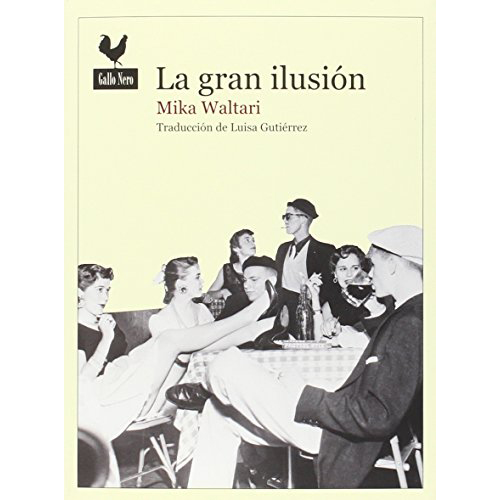 Gallo Nero
La gran ilusión
Mika Waltari
Traducción de Luisa Gutiérrez